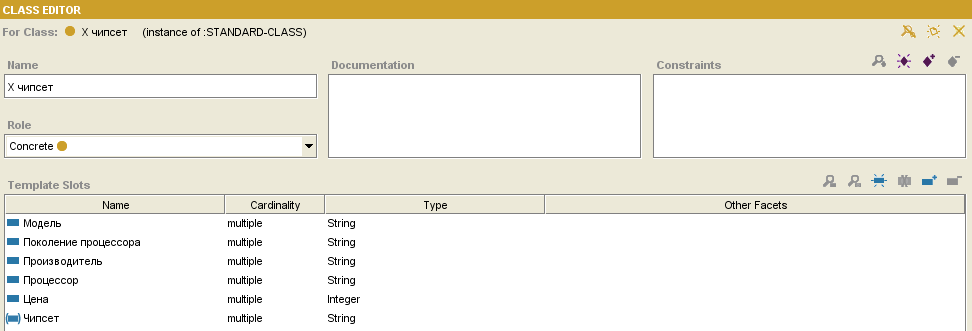 CLASS EDITOR
For Class: X чипсет (instance of :STANDARD-CLASS)
Name Documentation Constraints
X чипсет
Role
Concrete
Template Slots
Name Cardinality Type Other Facets
Модель multiple String
Поколение процессора multiple String
Производитель multiple String
Процессор multiple String
Цена multiple Integer
Чипсет multiple String